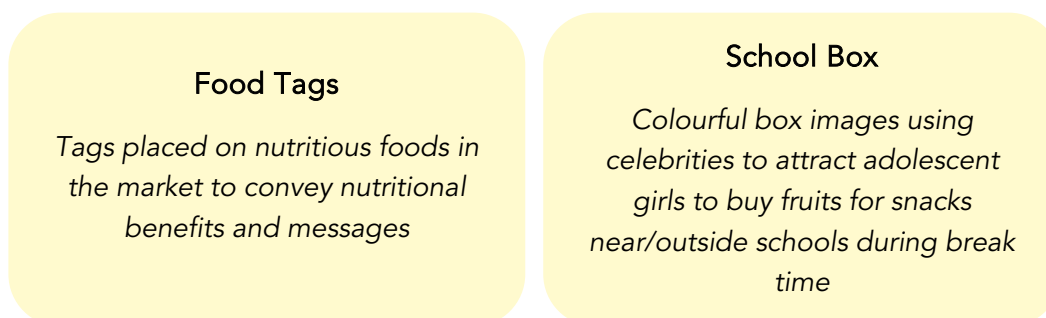 Food Tags
Tags placed on nutritious foods in
the market to convey nutritional
benefits and messages
School Box
Colourful box images using
celebrities to attract adolescent
girls to buy fruits for snacks
near/outside schools during break
time